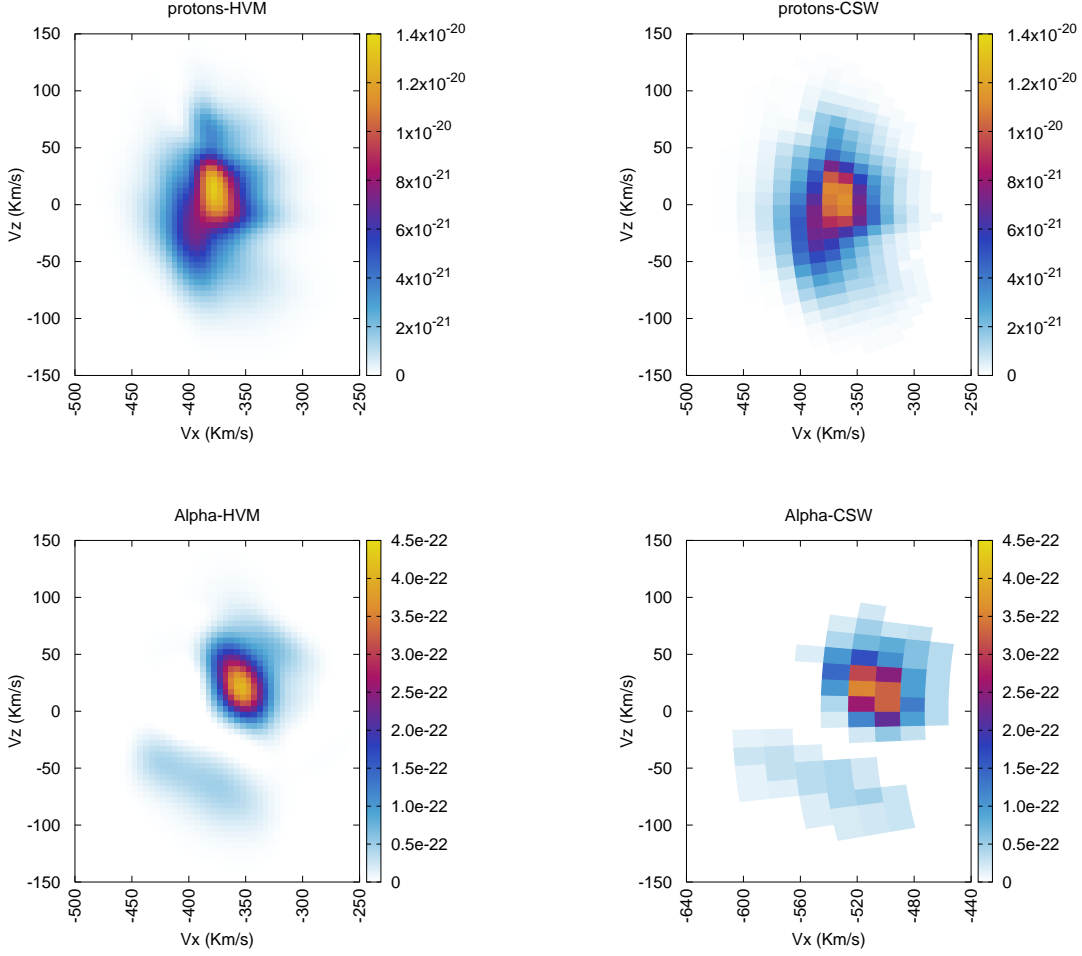 protons-HVM
150
100
50
0
-50
-100
-150
Vz (Km/s)
-500
-450
-400
-350
-300
-250
Vx (Km/s)
1.4x10-20
1.2x10-20
1x10-20
8x10-21
6x10-21
4x10-21
2x10-21
0
protons-CSW
150
100
50
0
-50
-100
-150
Vz (Km/s)
-500
-450
-400
-350
-300
-250
Vx (Km/s)
1.4x10-20
1.2x10-20
1x10-20
8x10-21
6x10-21
4x10-21
2x10-21
0
Alpha-HVM
150
100
50
0
-50
-100
-150
Vz (Km/s)
-500
-450
-400
-350
-300
-250
Vx (Km/s)
4.5e-22
4.0e-22
3.5e-22
3.0e-22
2.5e-22
2.0e-22
1.5e-22
1.0e-22
0.5e-22
0
Alpha-CSW
150
100
50
0
-50
-100
-150
Vz (Km/s)
-640
-600
-560
-520
-480
-440
Vx (Km/s)
4.5e-22
4.0e-22
3.5e-22
3.0e-22
2.5e-22
2.0e-22
1.5e-22
1.0e-22
0.5e-22
0